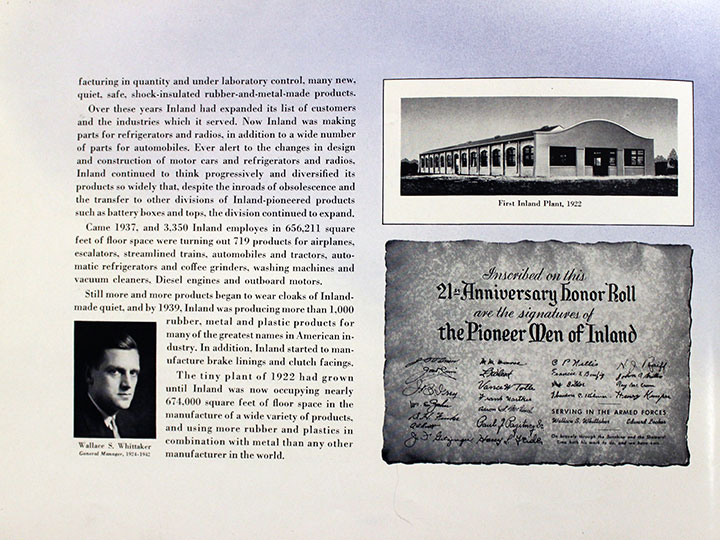 facturing in quantity and under laboratory control, many new,
quiet, safe, shock-insulated rubber-and-metal-made products.
Over these years Inland had expanded its list of customers
and the industries which it served. Now Inland was making
parts for refrigerators and radios, in addition to a wide number
of parts for automobiles. Ever alert to the changes in design
and construction of motor cars and refrigerators and radios,
Inland continued to think progressively and diversified its
products so widely that, despite the inroads of obsolescence and
the transfer to other divisions of Inland-pioneered products
such as battery boxes and tops, the division continued to expand.
Came 1937, and 3,350 Inland employes in 656,211 square
feet of floor space were turning out 719 products for airplanes,
escalators, streamlined trains, automobiles and tractors, auto-
matic refrigerators and coffee grinders, washing machines and
vacuum cleaners, Diesel engines and outboard motors.
Still more and more products began to wear cloaks of Inland-
made quiet, and by 1939, Inland was producing more than 1,000
rubber, metal and plastic products for
many of the greatest names in American in-
dustry. In addition, Inland started to man-
ufacture brake linings and clutch facings.
The tiny plant of 1922 had grown
until Inland was now occupying nearly
674,000 square feet of floor space in the
manufacture of a wide variety of products,
and using more rubber and plastics in
combination with metal than any other
manufacturer in the world.
Wallace S. Whittaker
General Manager, 1924-1942
First Inland Plant, 1922
Inscribed on this
21st Anniversary Honor Roll
are the signatures of
the Pioneer Men of Inland
Vance W. Tolle
SERVING IN THE ARMED FORCES
Wallace S. Whittaker